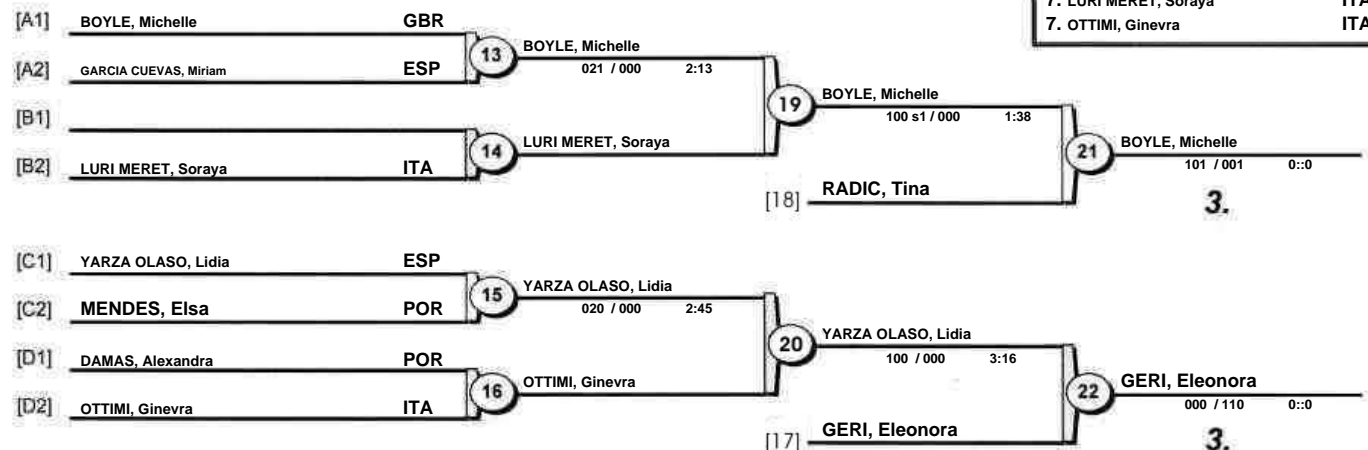 7. LURI MERET, Soraya ITA
7. OTTIMI, Ginevra ITA
[A1] BOYLE, Michelle GBR
13 BOYLE, Michelle
021 / 000 2:13
[A2] GARCIA CUEVAS, Miriam ESP
19 BOYLE, Michelle
100 s1 / 000 1:38
[B1]
14 LURI MERET, Soraya
[B2] LURI MERET, Soraya ITA
21 BOYLE, Michelle
101 / 001 0::0
3.
[18] RADIC, Tina
[C1] YARZA OLASO, Lidia ESP
15 YARZA OLASO, Lidia
020 / 000 2:45
[C2] MENDES, Elsa POR
20 YARZA OLASO, Lidia
100 / 000 3:16
[D1] DAMAS, Alexandra POR
16 OTTIMI, Ginevra
[D2] OTTIMI, Ginevra ITA
22 GERI, Eleonora
000 / 110 0::0
3.
[17] GERI, Eleonora